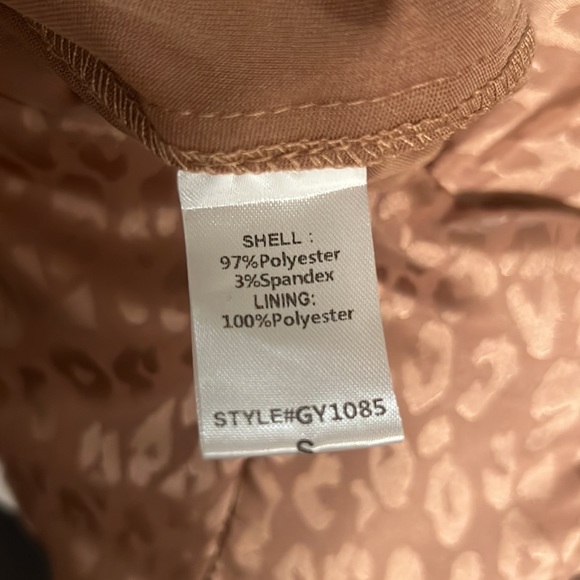 SHELL :
97%Polyester
3%Spandex
LINING:
100%Polyester
STYLE#GY1085
S